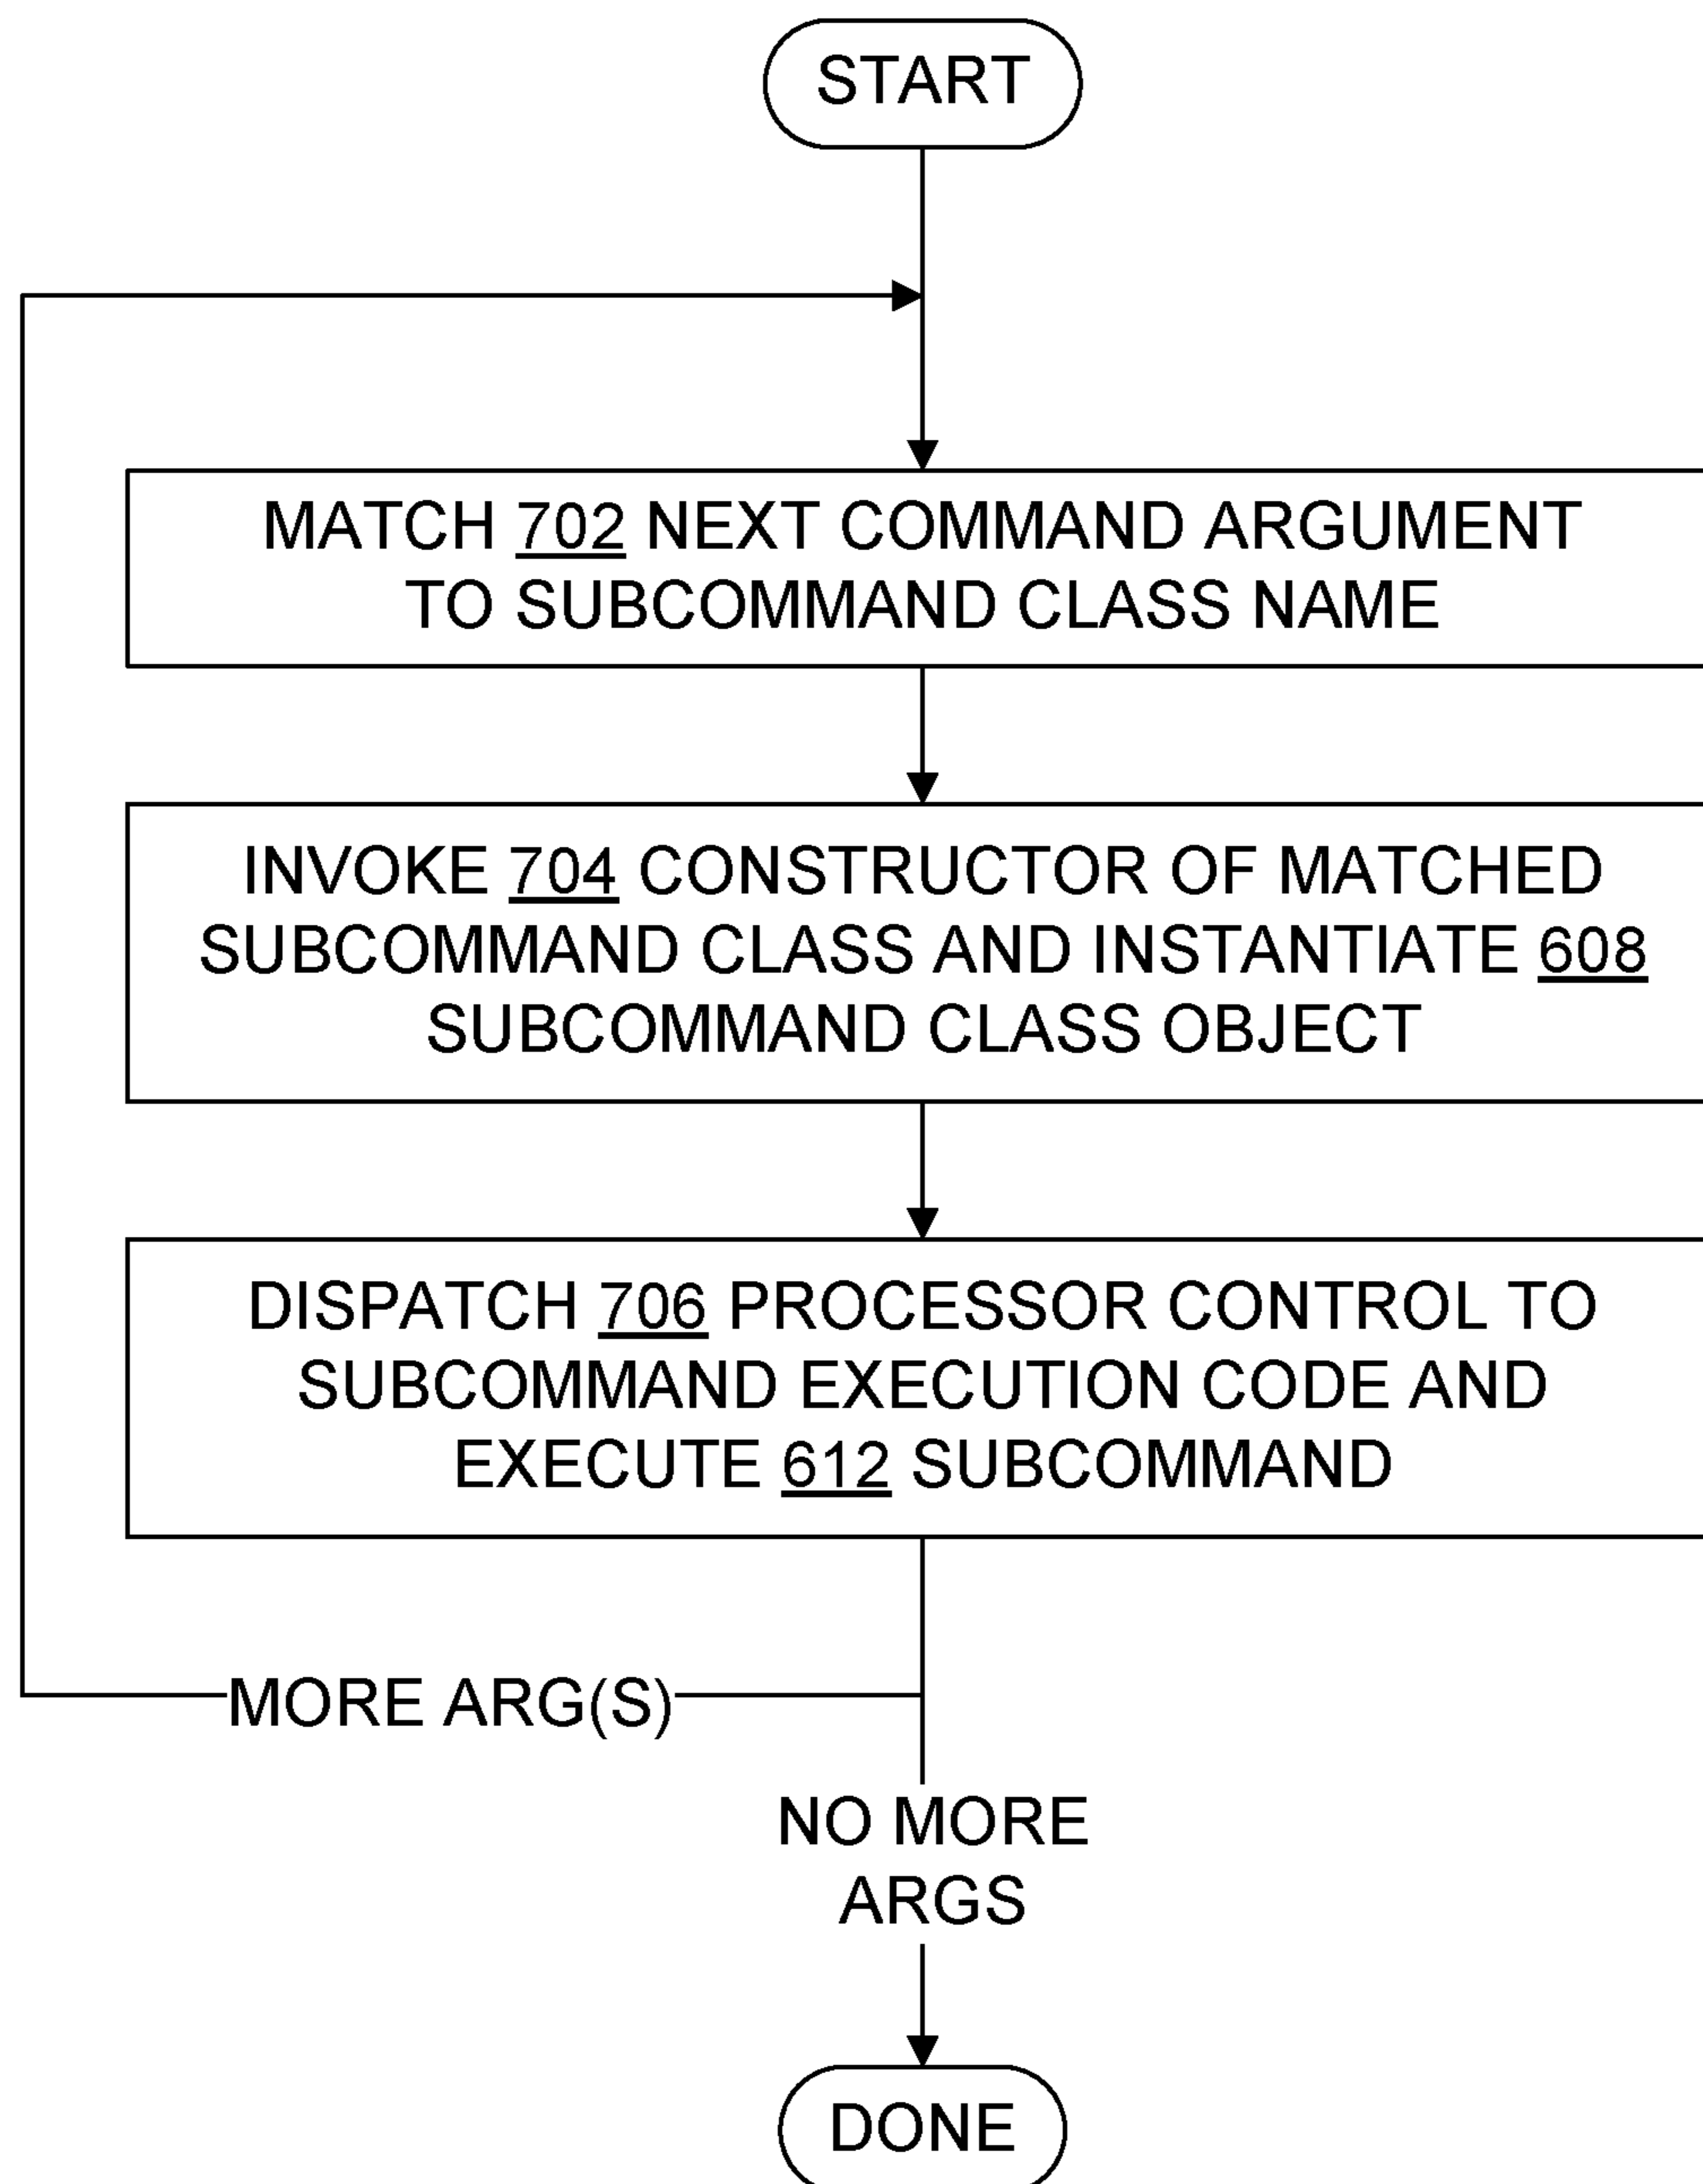 START
MATCH 702 NEXT COMMAND ARGUMENT
TO SUBCOMMAND CLASS NAME
INVOKE 704 CONSTRUCTOR OF MATCHED
SUBCOMMAND CLASS AND INSTANTIATE 608
SUBCOMMAND CLASS OBJECT
DISPATCH 706 PROCESSOR CONTROL TO
SUBCOMMAND EXECUTION CODE AND
EXECUTE 612 SUBCOMMAND
MORE ARG(S)
NO MORE
ARGS
DONE